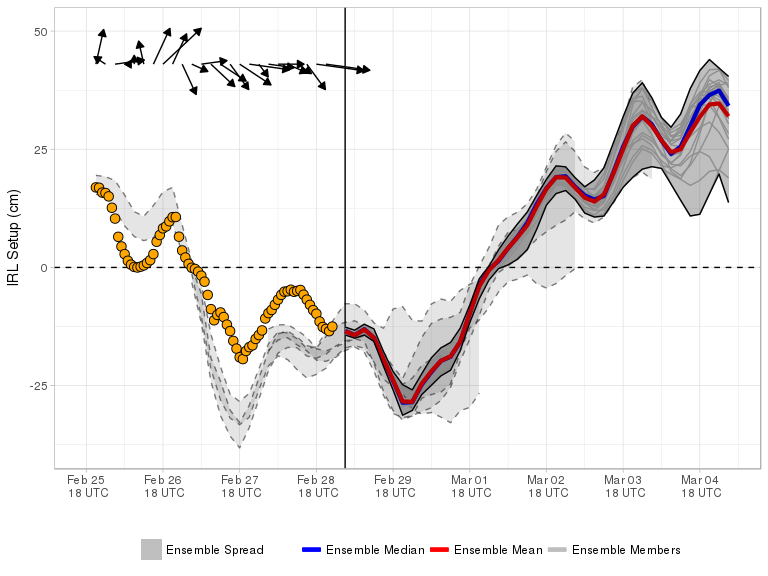 50
25
0
-25
IRL Setup (cm)
Feb 25 Feb 26 Feb 27 Feb 28 Feb 29 Mar 01 Mar 02 Mar 03 Mar 04
18 UTC 18 UTC 18 UTC 18 UTC 18 UTC 18 UTC 18 UTC 18 UTC 18 UTC
Ensemble Spread Ensemble Median Ensemble Mean Ensemble Members